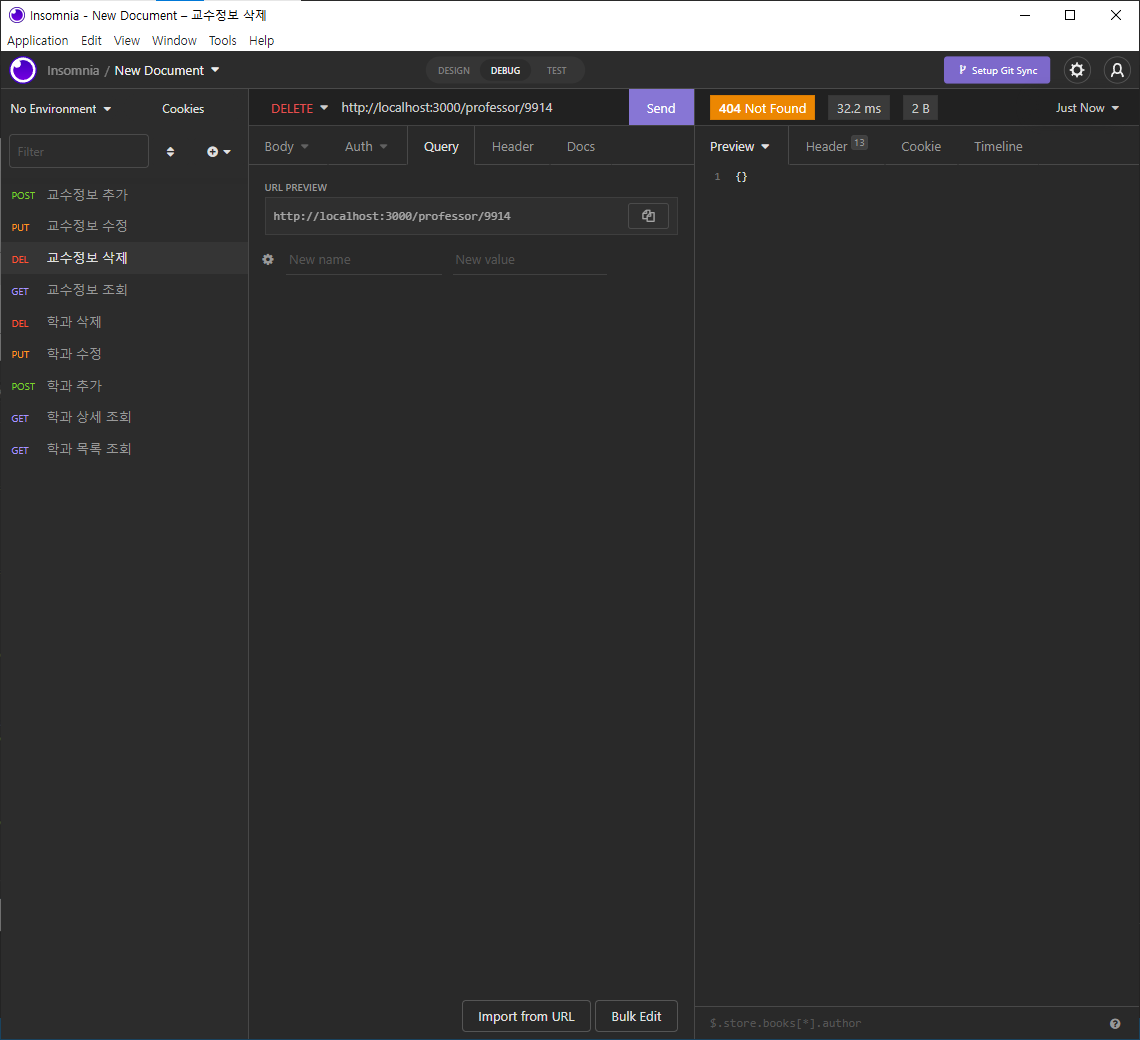 Insomnia - New Document – 교수정보 삭제
Application Edit View Window Tools Help
Insomnia / New Document
DESIGN DEBUG TEST
Setup Git Sync
No Environment Cookies
DELETE http://localhost:3000/professor/9914 Send
404 Not Found 32.2 ms 2 B Just Now
Filter
Body Auth Query Header Docs
Preview Header 13 Cookie Timeline
POST 교수정보 추가
PUT 교수정보 수정
DEL 교수정보 삭제
GET 교수정보 조회
DEL 학과 삭제
PUT 학과 수정
POST 학과 추가
GET 학과 상세 조회
GET 학과 목록 조회
URL PREVIEW
http://localhost:3000/professor/9914
New name New value
1 {}
Import from URL Bulk Edit
$.store.books[*].author